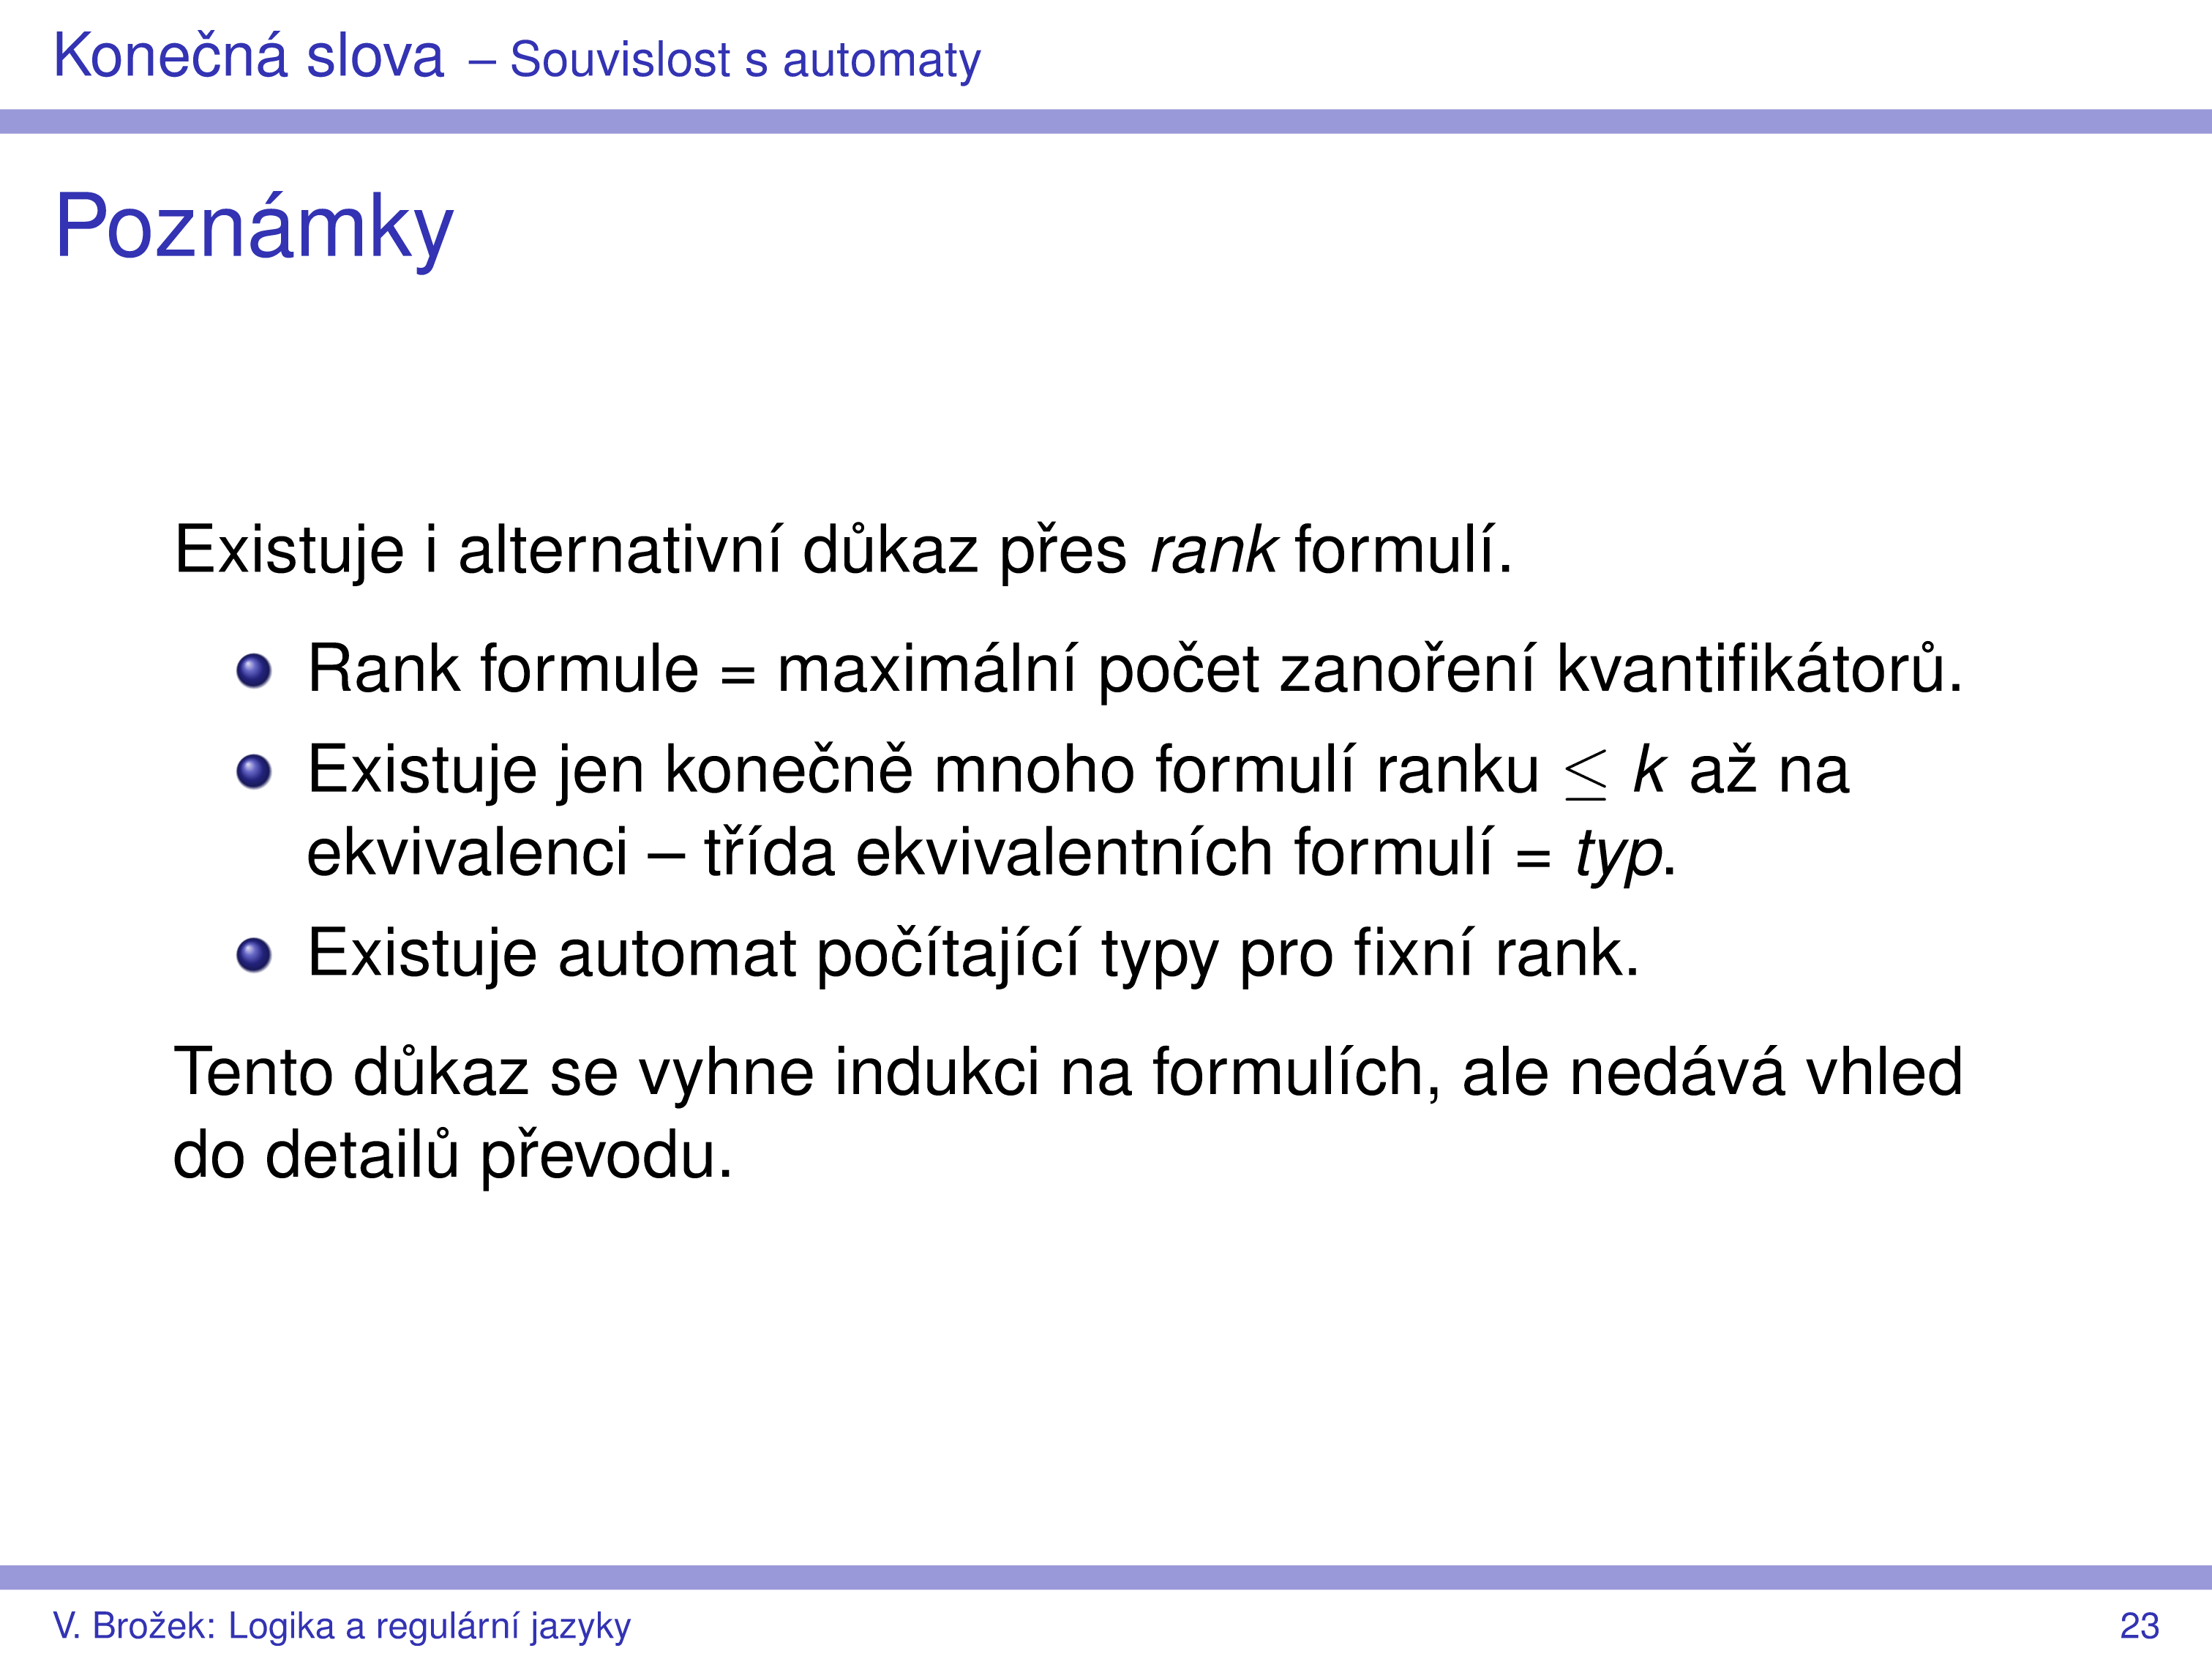 Konečná slova – Souvislost s automaty
Poznámky
Existuje i alternativní důkaz přes rank formulí.
Rank formule = maximální počet zanoření kvantifikátorů.
Existuje jen konečně mnoho formulí ranku ≤ k až na
ekvivalenci – třída ekvivalentních formulí = typ.
Existuje automat počítající typy pro fixní rank.
Tento důkaz se vyhne indukci na formulích, ale nedává vhled
do detailů převodu.
V. Brožek: Logika a regulární jazyky 23